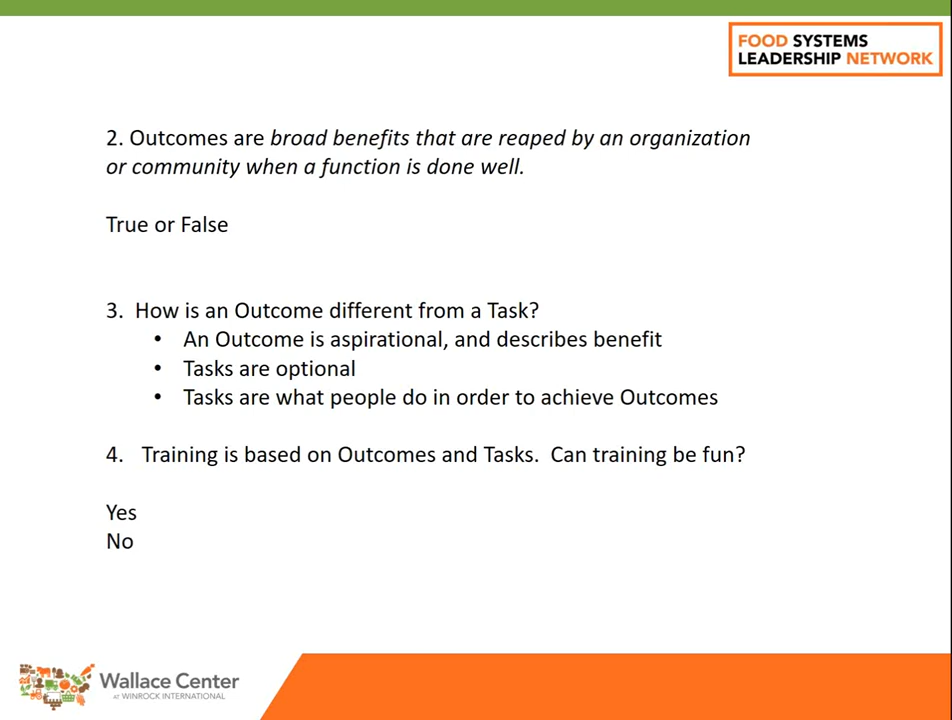 FOOD SYSTEMS
LEADERSHIP NETWORK
2. Outcomes are broad benefits that are reaped by an organization
or community when a function is done well.
True or False
3. How is an Outcome different from a Task?
• An Outcome is aspirational, and describes benefit
• Tasks are optional
• Tasks are what people do in order to achieve Outcomes
4. Training is based on Outcomes and Tasks. Can training be fun?
Yes
No
Wallace Center
AT WINROCK INTERNATIONAL